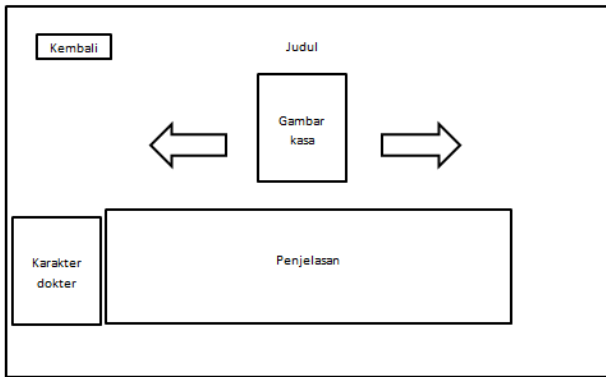 Kembali
Judul
Gambar
kasa
Karakter
dokter
Penjelasan